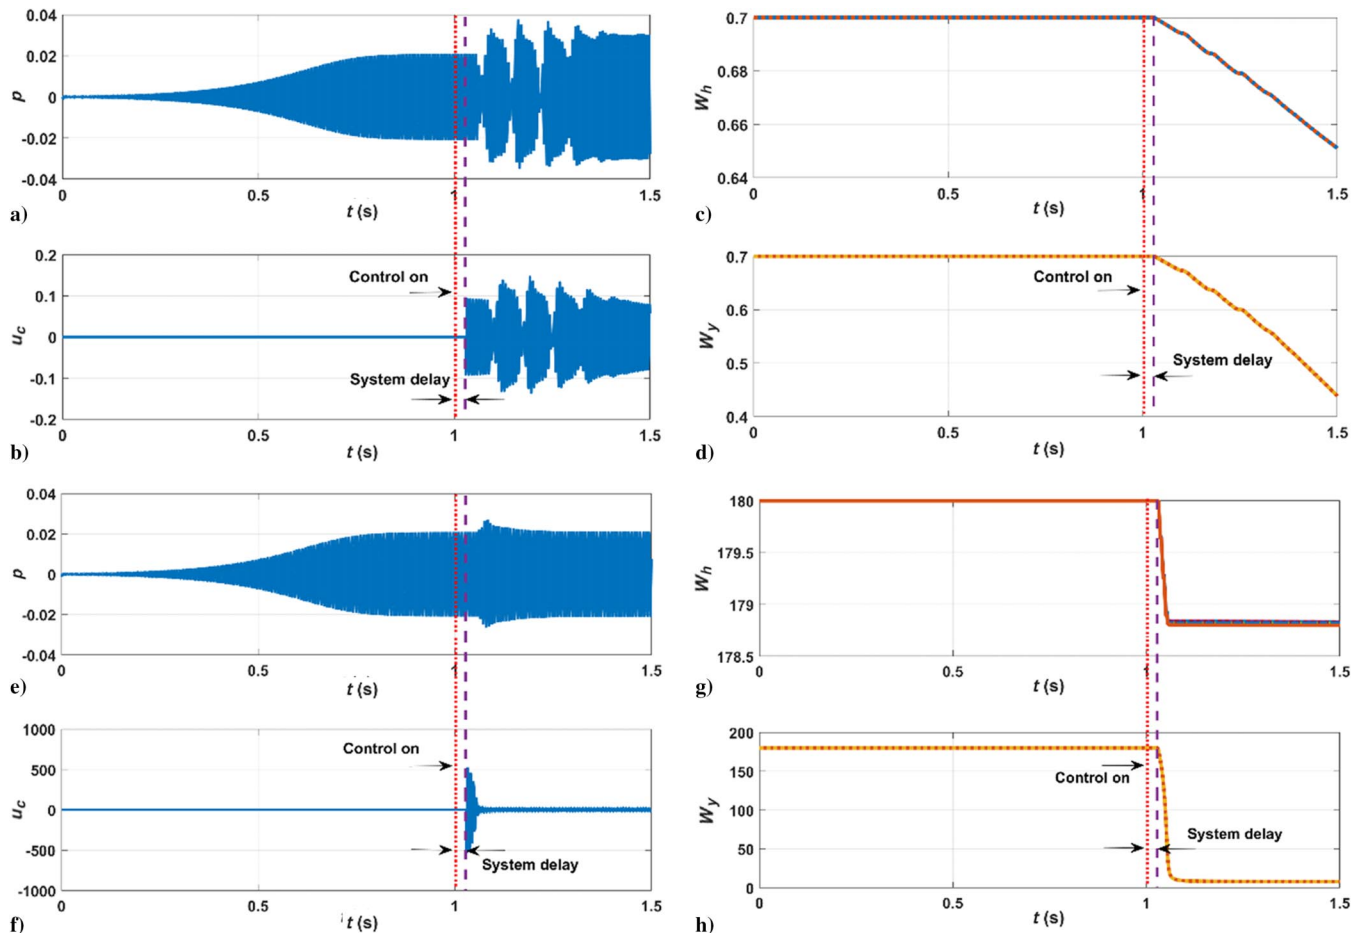 0.04
0.02
0
-0.02
-0.04
p
0 0.5 1 1.5
t (s)
a)
0.2
0.1
0
-0.1
-0.2
u_c
Control on
System delay
0 0.5 1 1.5
t (s)
b)
0.7
0.68
0.66
0.64
W_h
0 0.5 1 1.5
t (s)
c)
0.7
0.6
0.5
0.4
W_y
Control on
System delay
0 0.5 1 1.5
t (s)
d)
0.04
0.02
0
-0.02
-0.04
p
0 0.5 1 1.5
t (s)
e)
1000
500
0
-500
-1000
u_c
Control on
System delay
0 0.5 1 1.5
t (s)
f)
180
179.5
179
178.5
W_h
0 0.5 1 1.5
t (s)
g)
200
150
100
50
0
W_y
Control on
System delay
0 0.5 1 1.5
t (s)
h)